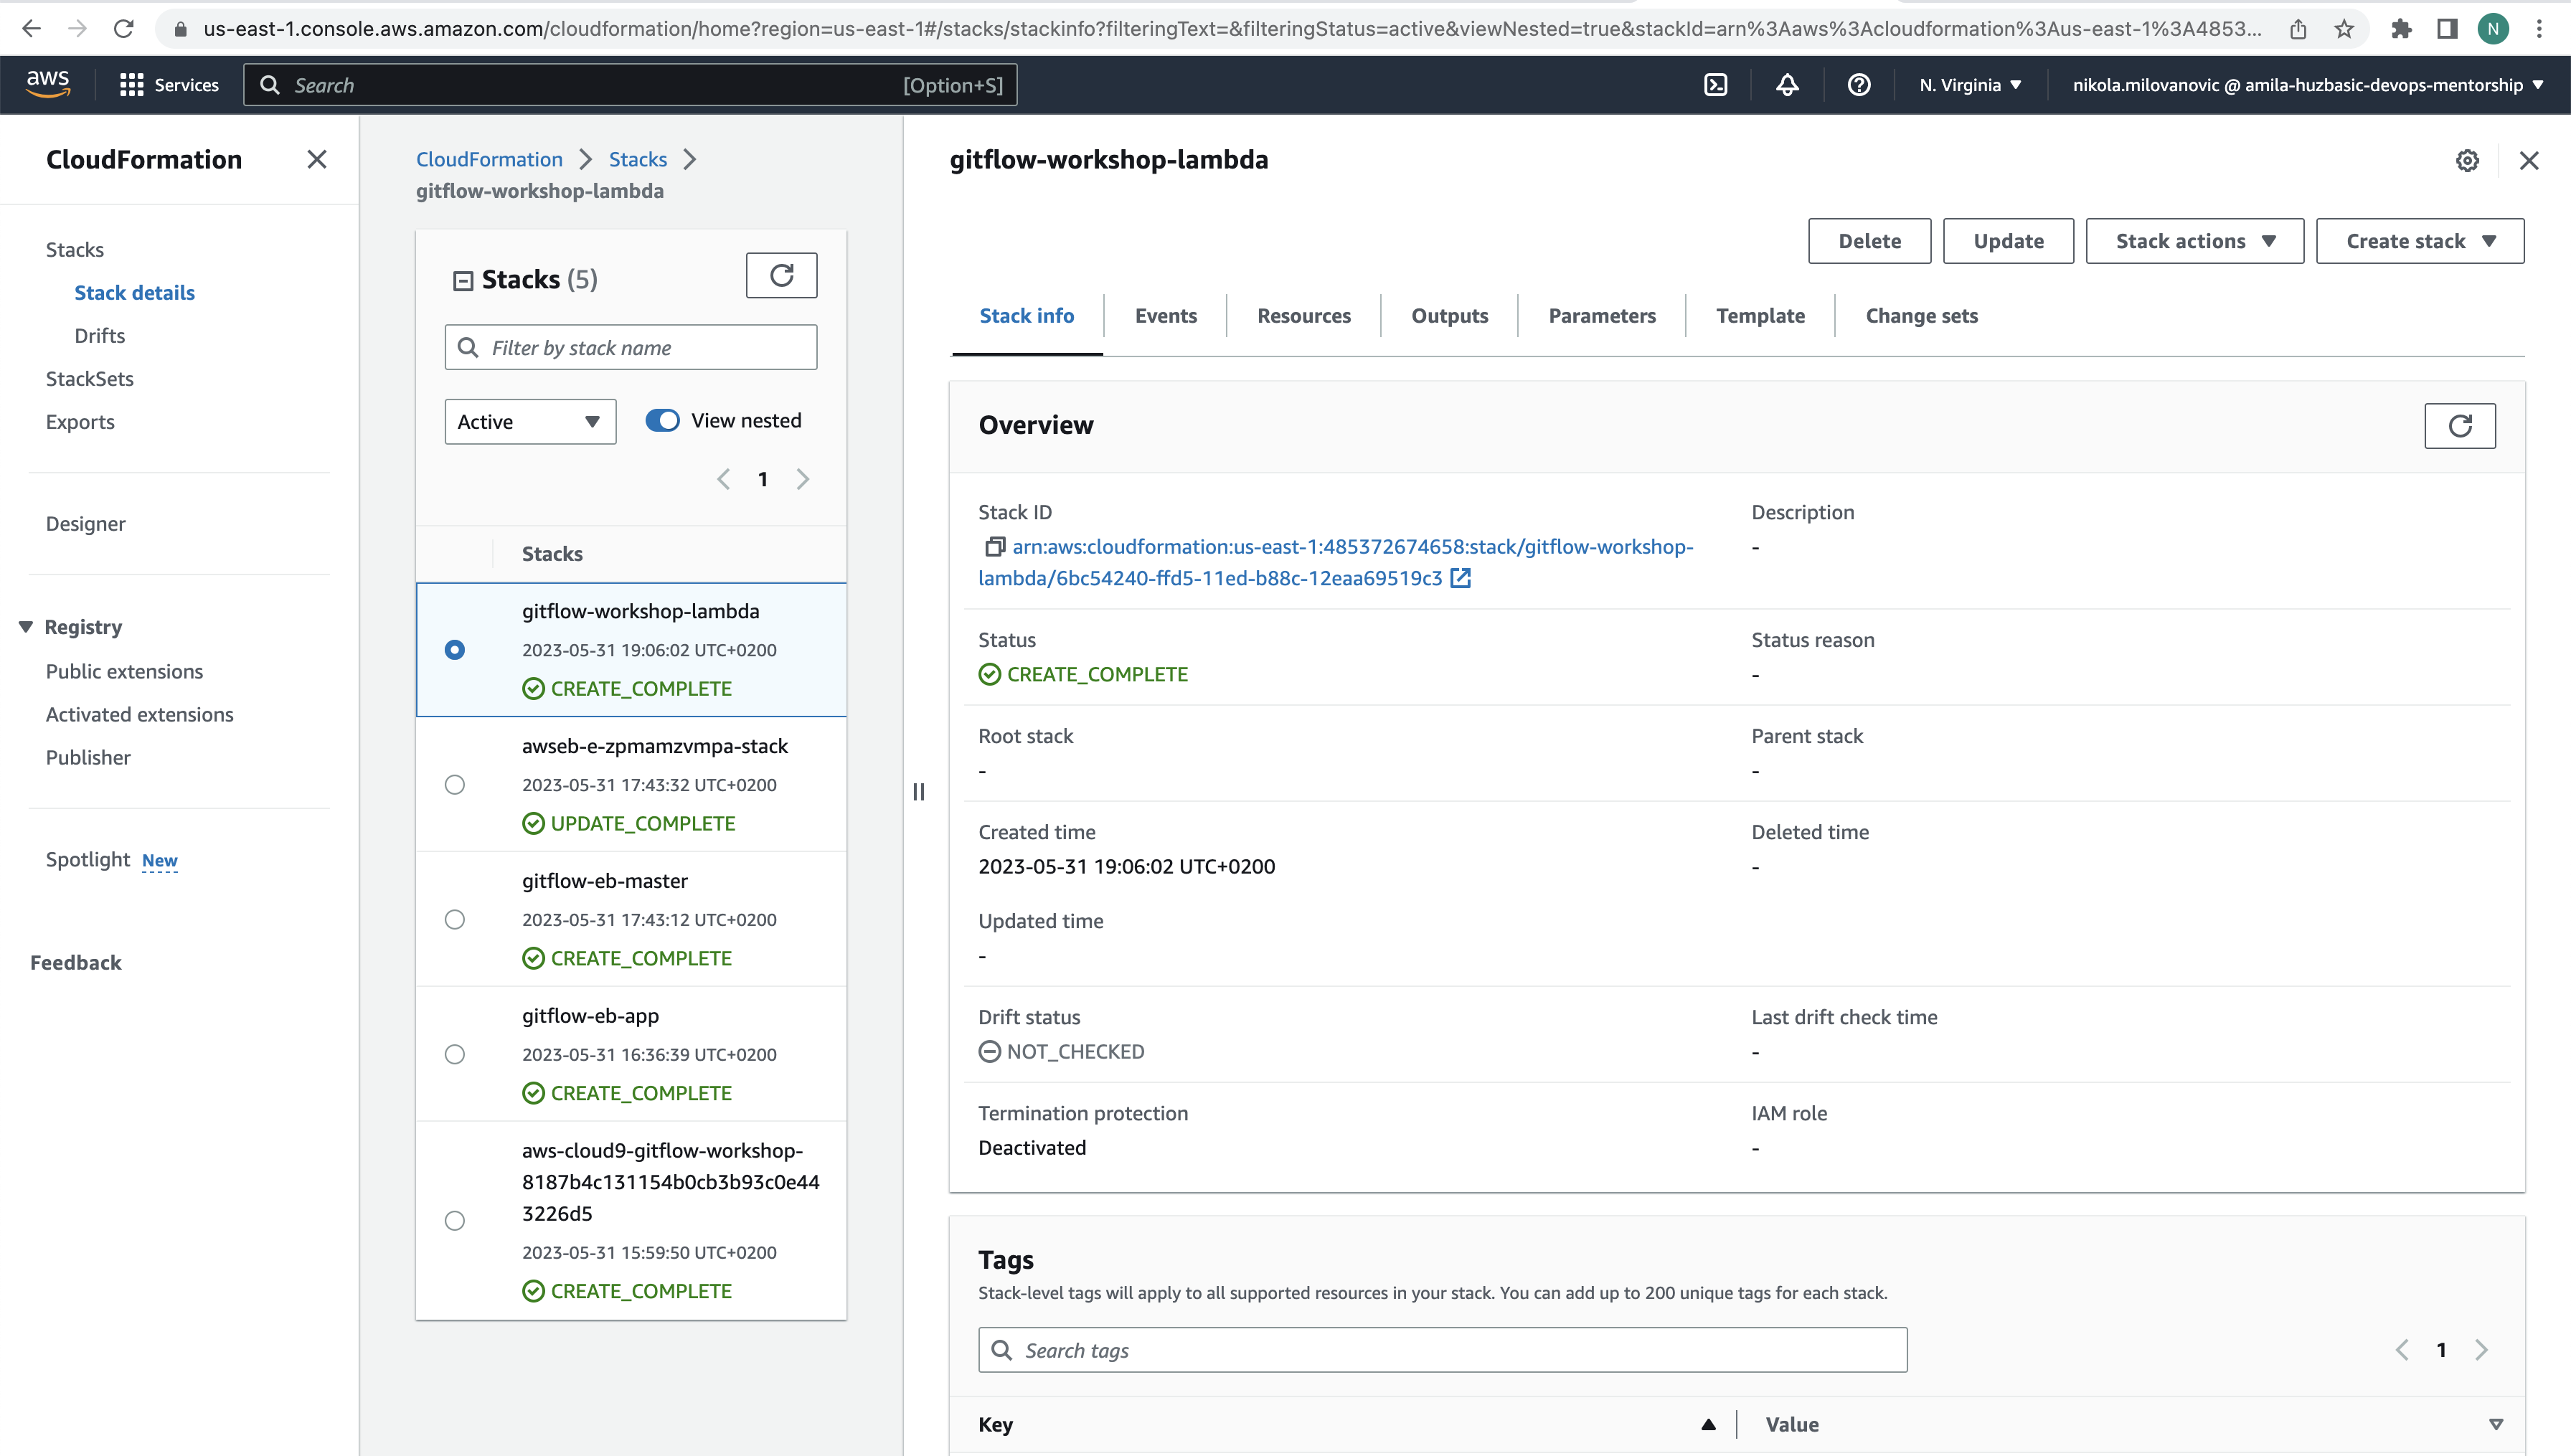 us-east-1.console.aws.amazon.com/cloudformation/home?region=us-east-1#/stacks/stackinfo?filteringText=&filteringStatus=active&viewNested=true&stackId=arn%3Aaws%3Acloudformation%3Aus-east-1%3A4853...
N
aws
Services
Search
[Option+S]
N. Virginia
nikola.milovanovic @ amila-huzbasic-devops-mentorship
CloudFormation
Stacks
Stack details
Drifts
StackSets
Exports
Designer
Registry
Public extensions
Activated extensions
Publisher
Spotlight New
Feedback
CloudFormation
Stacks
gitflow-workshop-lambda
Stacks (5)
Filter by stack name
Active
View nested
1
Stacks
gitflow-workshop-lambda
2023-05-31 19:06:02 UTC+0200
CREATE_COMPLETE
awseb-e-zpmamzvmpa-stack
2023-05-31 17:43:32 UTC+0200
UPDATE_COMPLETE
gitflow-eb-master
2023-05-31 17:43:12 UTC+0200
CREATE_COMPLETE
gitflow-eb-app
2023-05-31 16:36:39 UTC+0200
CREATE_COMPLETE
aws-cloud9-gitflow-workshop-
8187b4c131154b0cb3b93c0e44
3226d5
2023-05-31 15:59:50 UTC+0200
CREATE_COMPLETE
gitflow-workshop-lambda
Delete
Update
Stack actions
Create stack
Stack info
Events
Resources
Outputs
Parameters
Template
Change sets
Overview
Stack ID
arn:aws:cloudformation:us-east-1:485372674658:stack/gitflow-workshop-
lambda/6bc54240-ffd5-11ed-b88c-12eaa69519c3
Description
-
Status
CREATE_COMPLETE
Status reason
-
Root stack
-
Parent stack
-
Created time
2023-05-31 19:06:02 UTC+0200
Deleted time
-
Updated time
-
Drift status
NOT_CHECKED
Last drift check time
-
Termination protection
Deactivated
IAM role
-
Tags
Stack-level tags will apply to all supported resources in your stack. You can add up to 200 unique tags for each stack.
Search tags
1
Key
Value